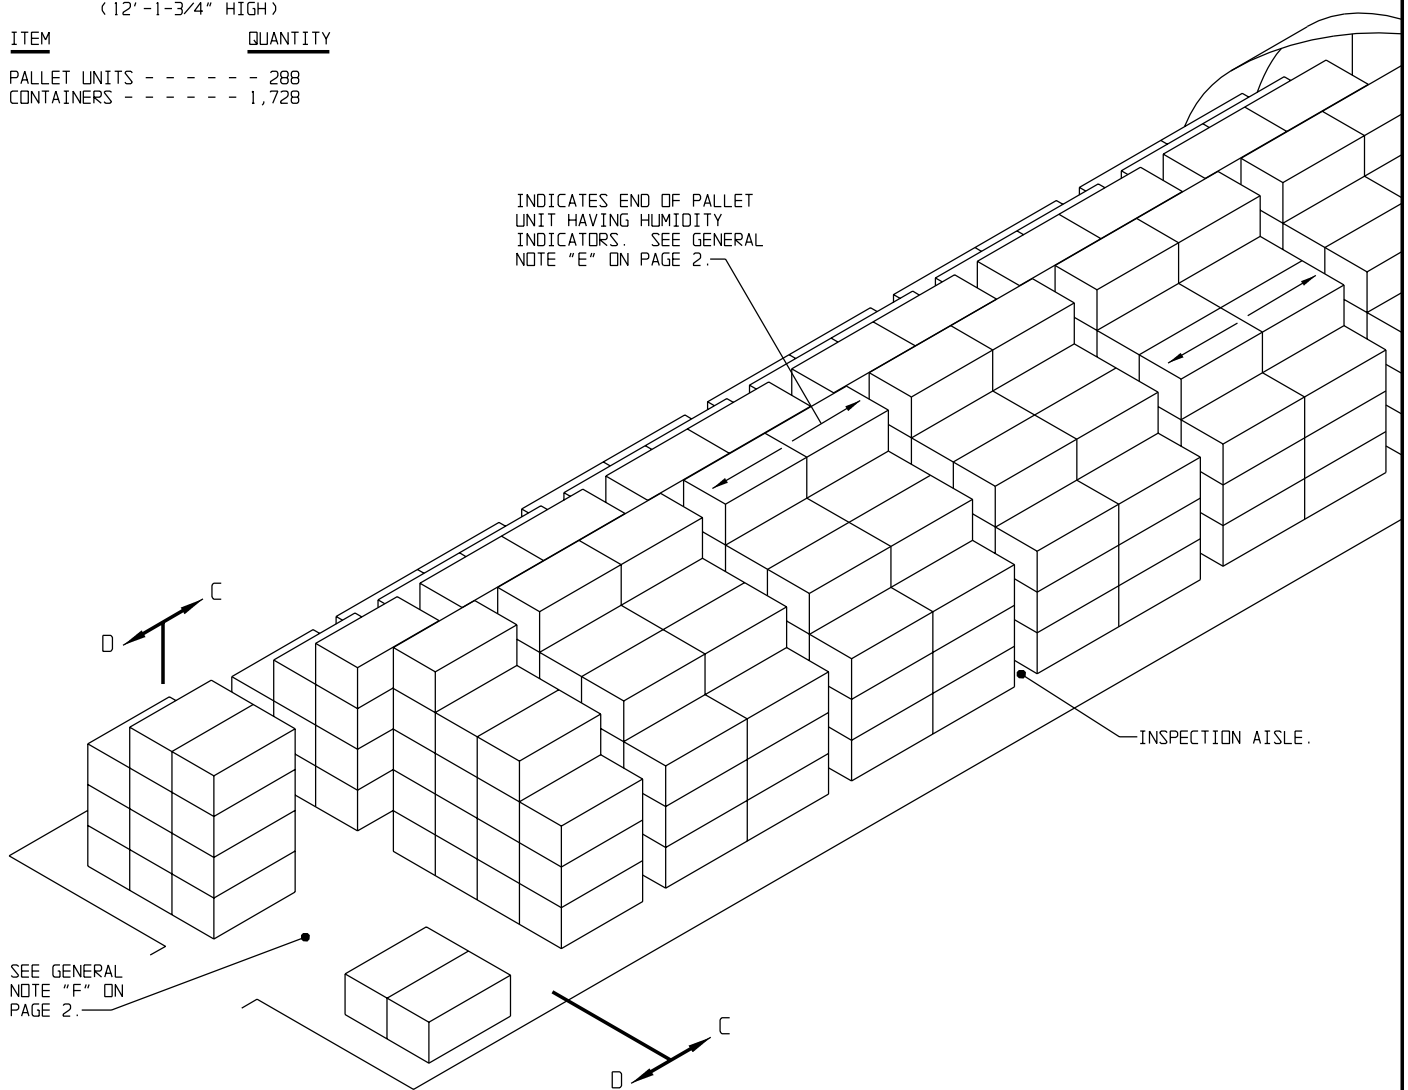 (12'-1-3/4" HIGH)
ITEM QUANTITY
PALLET UNITS - - - - - - 288
CONTAINERS - - - - - - 1,728
INDICATES END OF PALLET
UNIT HAVING HUMIDITY
INDICATORS. SEE GENERAL
NOTE "E" ON PAGE 2.
C
D
INSPECTION AISLE.
SEE GENERAL
NOTE "F" ON
PAGE 2.
C
D